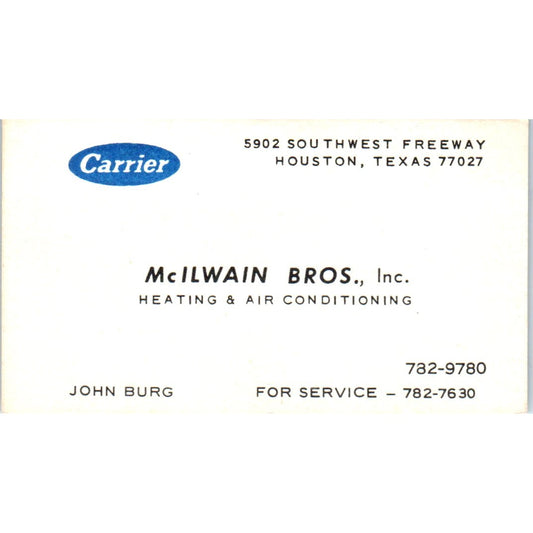 Carrier
5902 SOUTHWEST FREEWAY
HOUSTON, TEXAS 77027
McILWAIN BROS., Inc.
HEATING & AIR CONDITIONING
782-9780
JOHN BURG FOR SERVICE – 782-7630